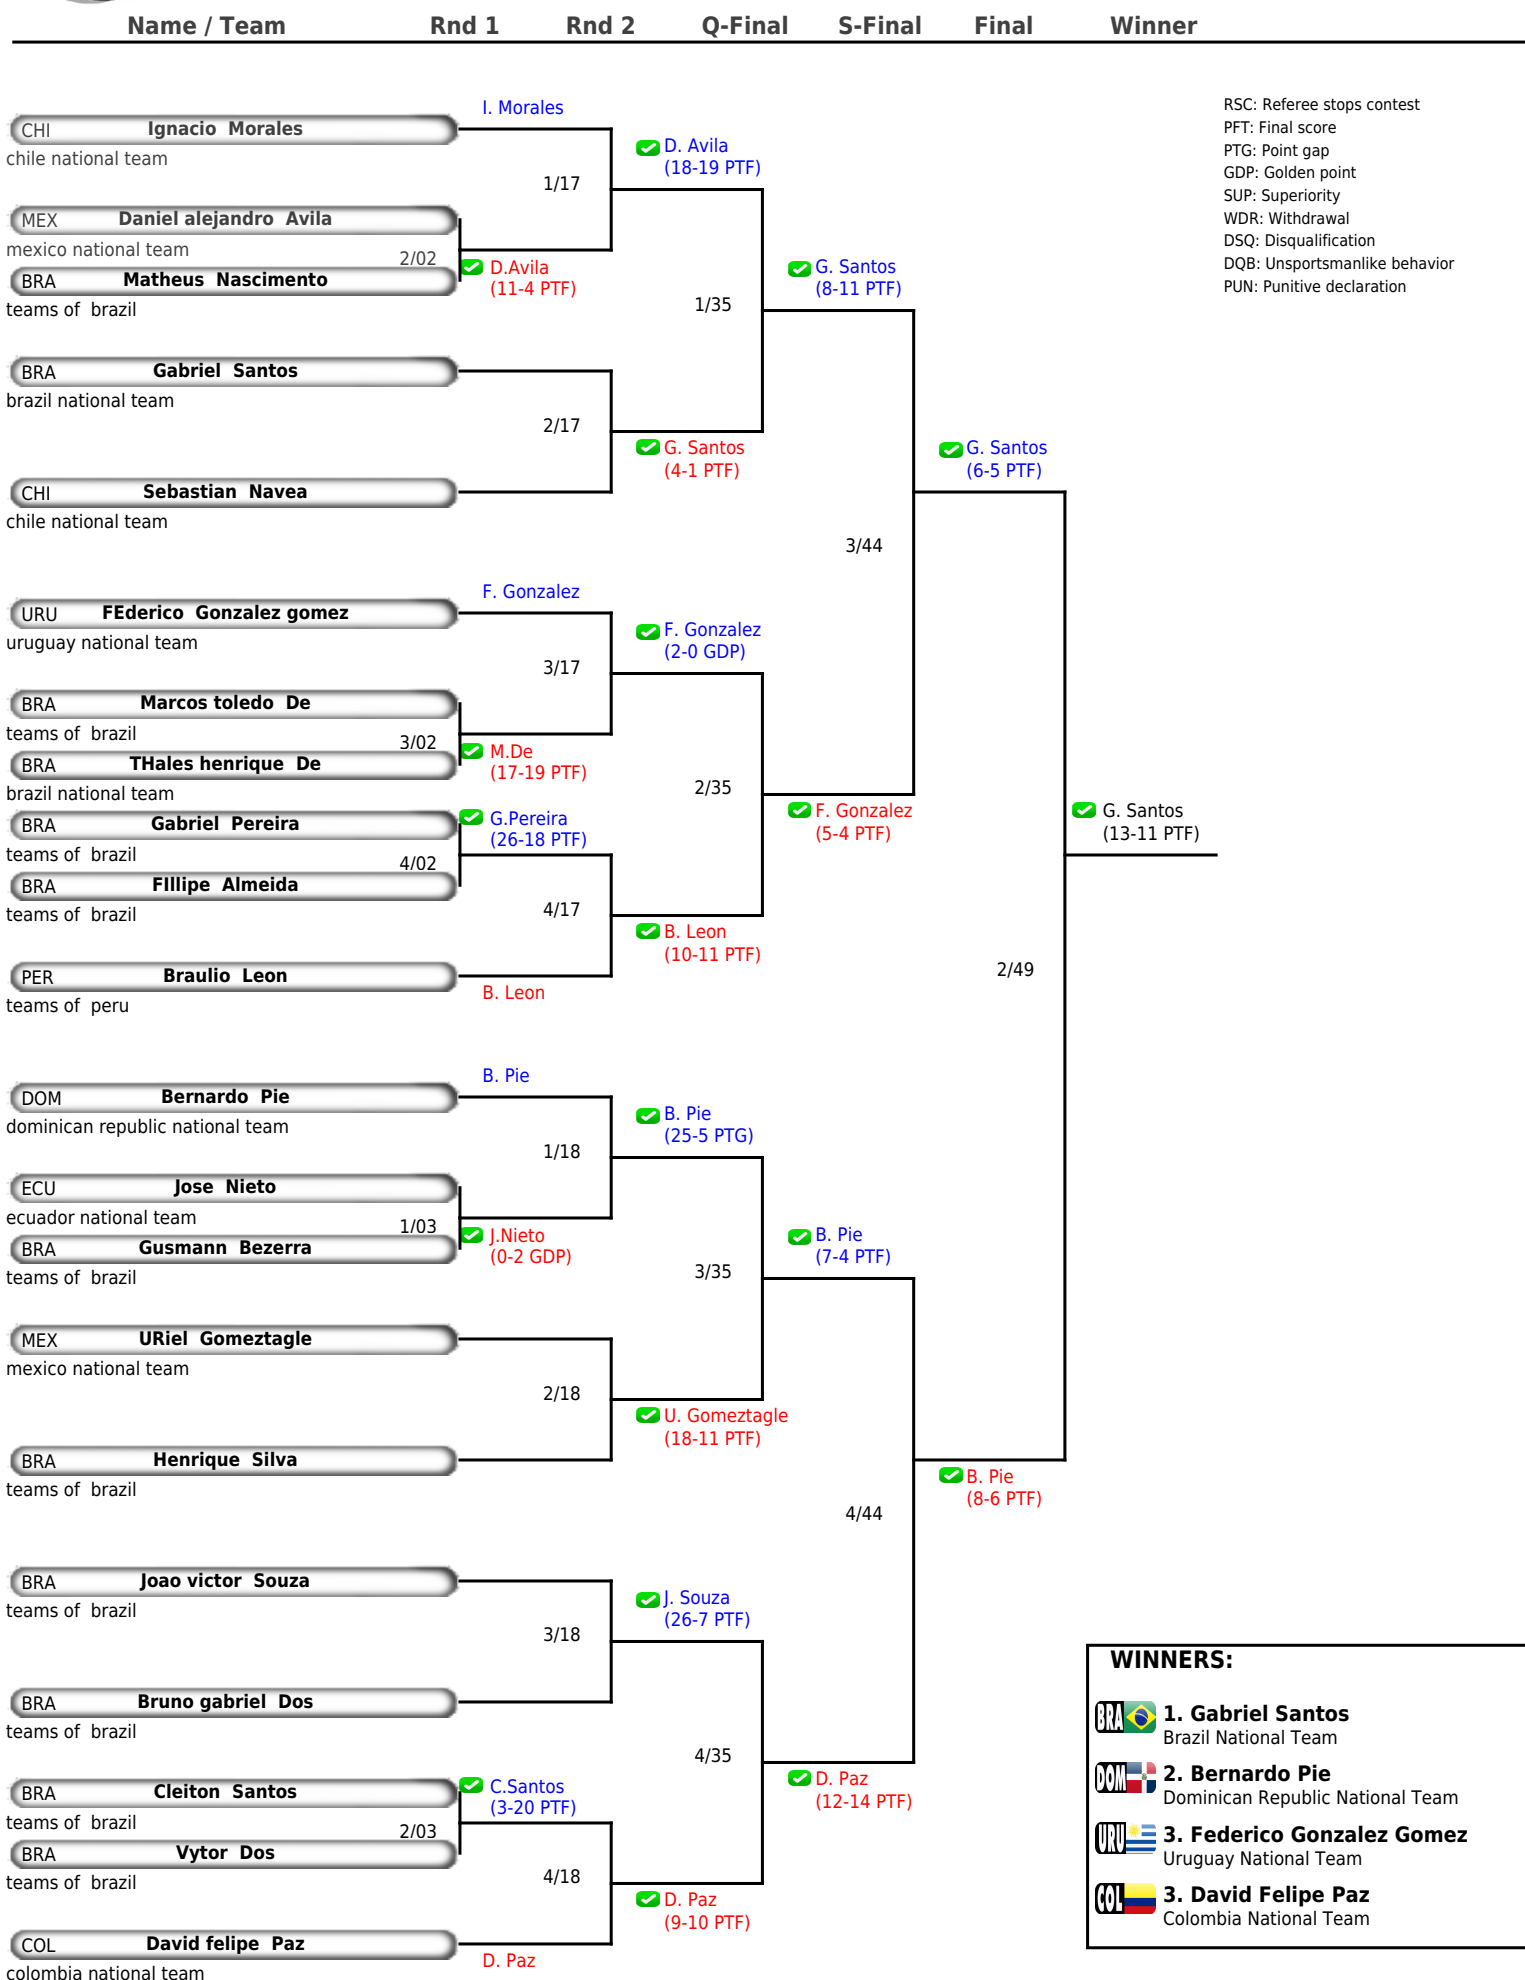 Name / Team Rnd 1 Rnd 2 Q-Final S-Final Final Winner
I. Morales
CHI Ignacio Morales
chile national team
D. Avila
(18-19 PTF)
1/17
MEX Daniel alejandro Avila
mexico national team
2/02
D.Avila
(11-4 PTF)
BRA Matheus Nascimento
teams of brazil
G. Santos
(8-11 PTF)
1/35
BRA Gabriel Santos
brazil national team
2/17
G. Santos
(4-1 PTF)
CHI Sebastian Navea
chile national team
G. Santos
(6-5 PTF)
3/44
F. Gonzalez
URU FEderico Gonzalez gomez
uruguay national team
F. Gonzalez
(2-0 GDP)
3/17
BRA Marcos toledo De
teams of brazil
3/02
M.De
(17-19 PTF)
BRA THales henrique De
brazil national team
2/35
F. Gonzalez
(5-4 PTF)
G. Santos
(13-11 PTF)
BRA Gabriel Pereira
teams of brazil
G.Pereira
(26-18 PTF)
4/02
BRA FIllipe Almeida
teams of brazil
4/17
B. Leon
(10-11 PTF)
PER Braulio Leon
teams of peru
B. Leon
2/49
B. Pie
DOM Bernardo Pie
dominican republic national team
B. Pie
(25-5 PTG)
1/18
ECU Jose Nieto
ecuador national team
1/03
J.Nieto
(0-2 GDP)
BRA Gusmann Bezerra
teams of brazil
B. Pie
(7-4 PTF)
3/35
MEX URiel Gomeztagle
mexico national team
2/18
U. Gomeztagle
(18-11 PTF)
BRA Henrique Silva
teams of brazil
B. Pie
(8-6 PTF)
4/44
BRA Joao victor Souza
teams of brazil
J. Souza
(26-7 PTF)
3/18
BRA Bruno gabriel Dos
teams of brazil
4/35
D. Paz
(12-14 PTF)
BRA Cleiton Santos
teams of brazil
C.Santos
(3-20 PTF)
2/03
BRA Vytor Dos
teams of brazil
4/18
D. Paz
(9-10 PTF)
COL David felipe Paz
colombia national team
D. Paz
RSC: Referee stops contest
PFT: Final score
PTG: Point gap
GDP: Golden point
SUP: Superiority
WDR: Withdrawal
DSQ: Disqualification
DQB: Unsportsmanlike behavior
PUN: Punitive declaration
WINNERS:
BRA 1. Gabriel Santos
Brazil National Team
DOM 2. Bernardo Pie
Dominican Republic National Team
URU 3. Federico Gonzalez Gomez
Uruguay National Team
COL 3. David Felipe Paz
Colombia National Team